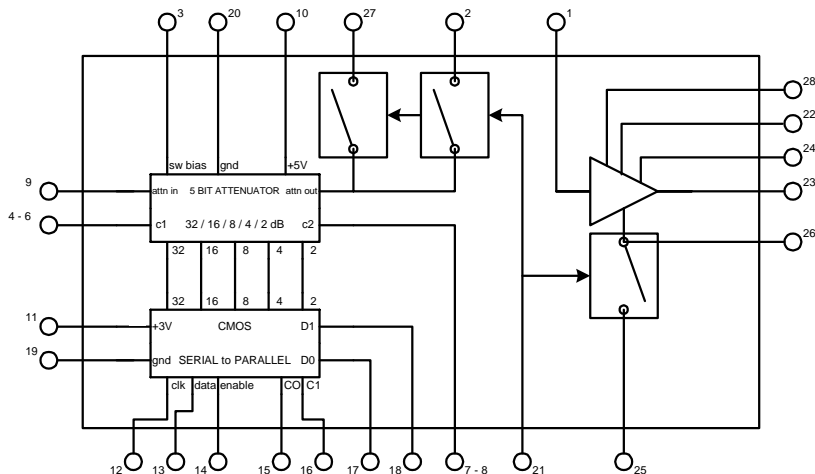 3 20 10 27 2 1
28
22
24
23
26
sw bias gnd +5V
9 attn in 5 BIT ATTENUATOR attn out
4 - 6 c1 32 / 16 / 8 / 4 / 2 dB c2
32 16 8 4 2
32 16 8 4 2
11 +3V CMOS D1
19 gnd SERIAL to PARALLEL D0
clk data enable CO C1
12 13 14 15 16 17 18 7 - 8 21 25